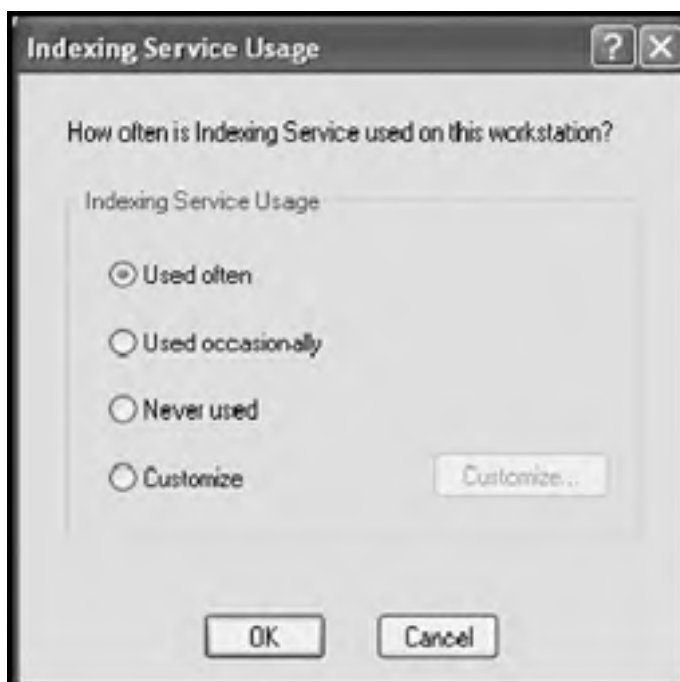 Indexing Service Usage
How often is Indexing Service used on this workstation?
Indexing Service Usage
Used often
Used occasionally
Never used
Customize
Customize...
OK
Cancel